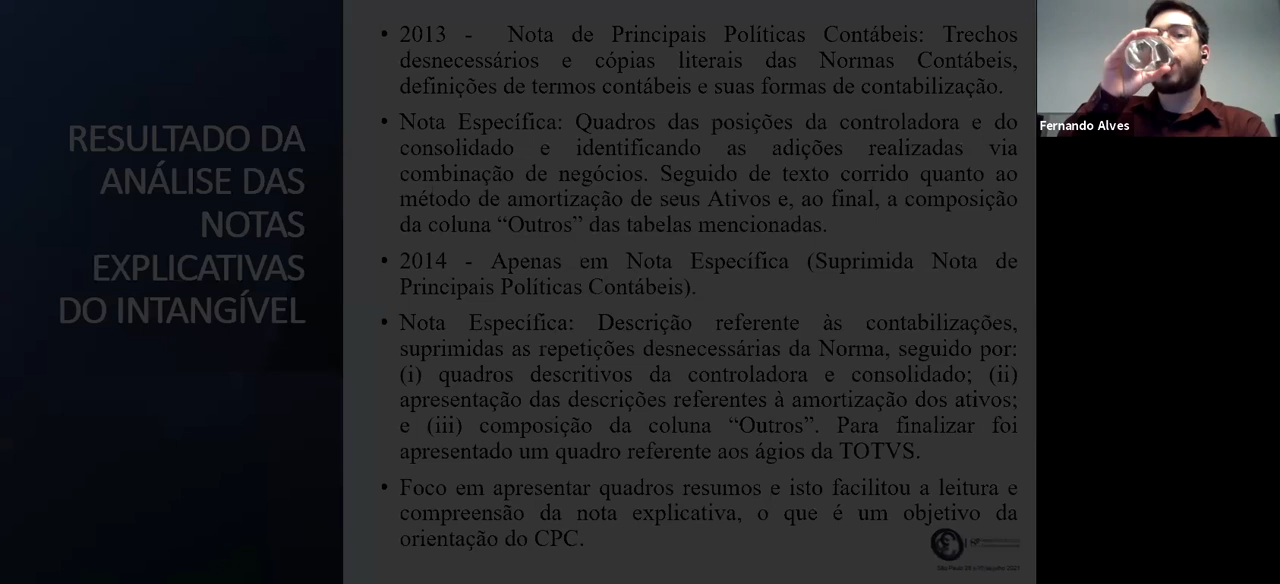 RESULTADO DA
ANÁLISE DAS
NOTAS
EXPLICATIVAS
DO INTANGÍVEL
• 2013 - Nota de Principais Políticas Contábeis: Trechos
desnecessários e cópias literais das Normas Contábeis,
definições de termos contábeis e suas formas de contabilização.
• Nota Específica: Quadros das posições da controladora e do
consolidado e identificando as adições realizadas via
combinação de negócios. Seguido de texto corrido quanto ao
método de amortização de seus Ativos e, ao final, a composição
da coluna “Outros” das tabelas mencionadas.
• 2014 - Apenas em Nota Específica (Suprimida Nota de
Principais Políticas Contábeis).
• Nota Específica: Descrição referente às contabilizações,
suprimidas as repetições desnecessárias da Norma, seguido por:
(i) quadros descritivos da controladora e consolidado; (ii)
apresentação das descrições referentes à amortização dos ativos;
e (iii) composição da coluna “Outros”. Para finalizar foi
apresentado um quadro referente aos ágios da TOTVS.
• Foco em apresentar quadros resumos e isto facilitou a leitura e
compreensão da nota explicativa, o que é um objetivo da
orientação do CPC.
Fernando Alves